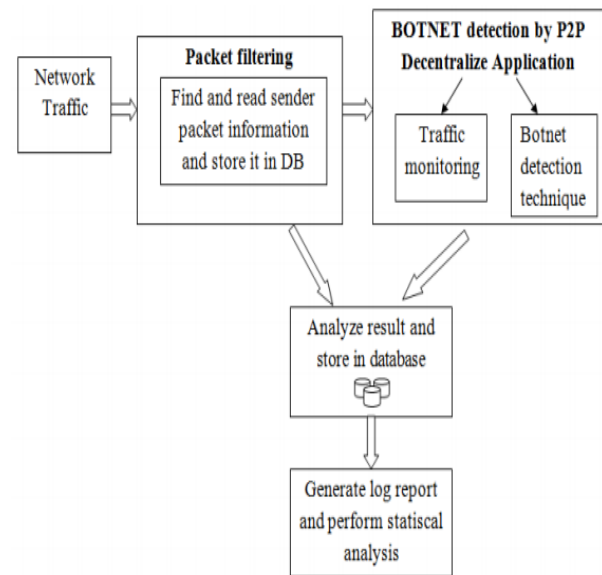 Network
Traffic
Packet filtering
Find and read sender
packet information
and store it in DB
BOTNET detection by P2P
Decentralize Application
Traffic
monitoring
Botnet
detection
technique
Analyze result and
store in database
Generate log report
and perform statiscal
analysis